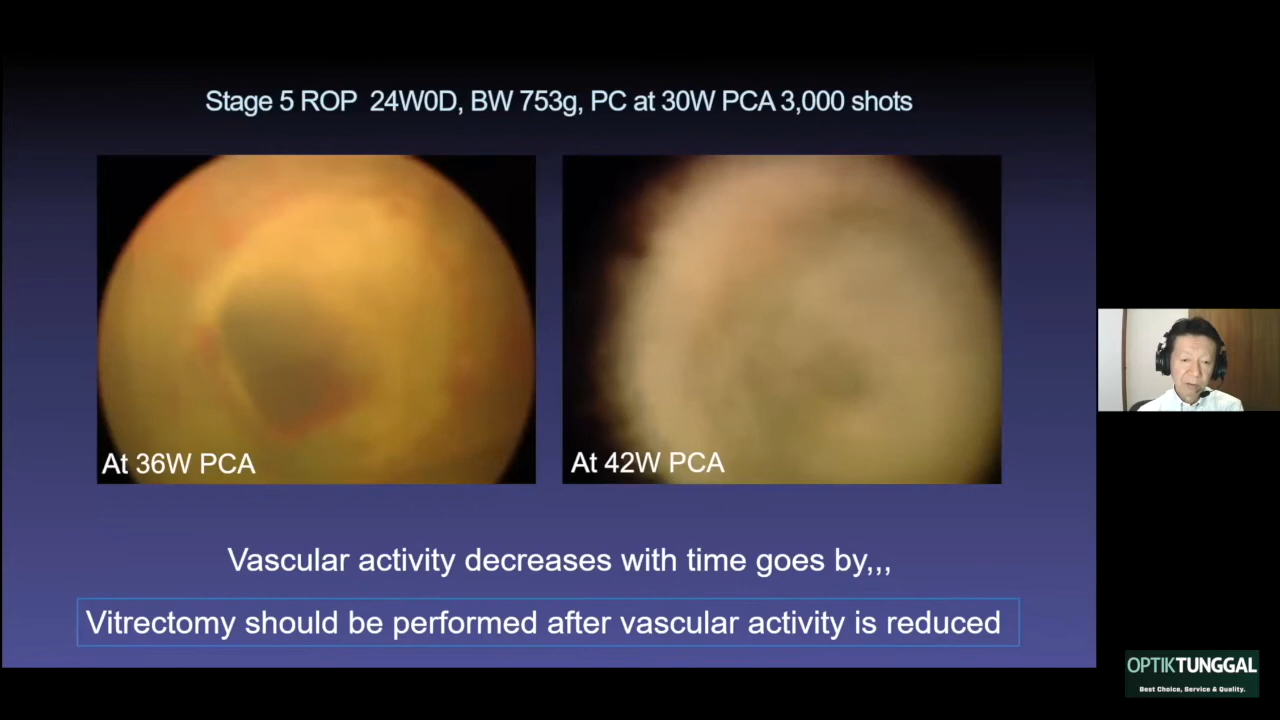 Stage 5 ROP 24W0D, BW 753g, PC at 30W PCA 3,000 shots
At 36W PCA
At 42W PCA
Vascular activity decreases with time goes by,,,
Vitrectomy should be performed after vascular activity is reduced
OPTIKTUNGGAL
Best Choice, Service & Quality.